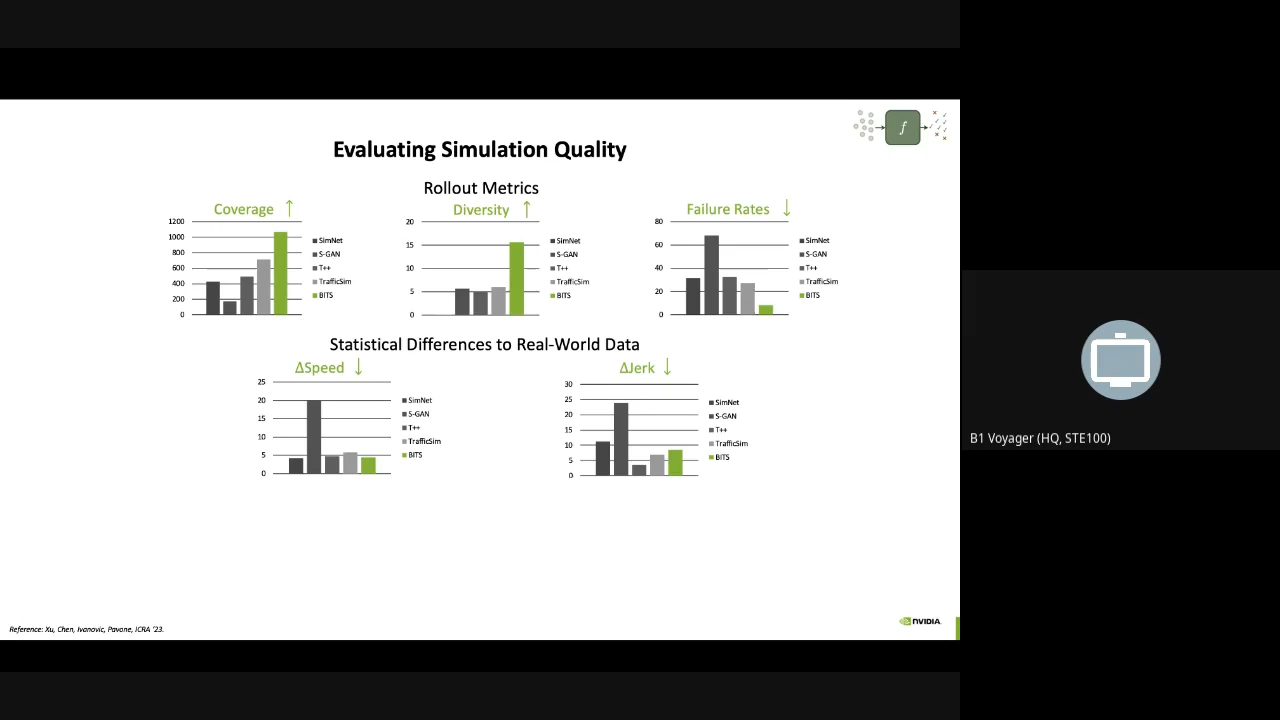 f
Evaluating Simulation Quality
Rollout Metrics
Coverage ↑
1200
1000
800
600
400
200
0
SimNet
S-GAN
T++
TrafficSim
BITS
Diversity ↑
20
15
10
5
0
SimNet
S-GAN
T++
TrafficSim
BITS
Failure Rates ↓
80
60
40
20
0
SimNet
S-GAN
T++
TrafficSim
BITS
Statistical Differences to Real-World Data
ΔSpeed ↓
25
20
15
10
5
0
SimNet
S-GAN
T++
TrafficSim
BITS
ΔJerk ↓
30
25
20
15
10
5
0
SimNet
S-GAN
T++
TrafficSim
BITS
B1 Voyager (HQ, STE100)
Reference: Xu, Chen, Ivanovic, Pavone, ICRA '23.
NVIDIA.